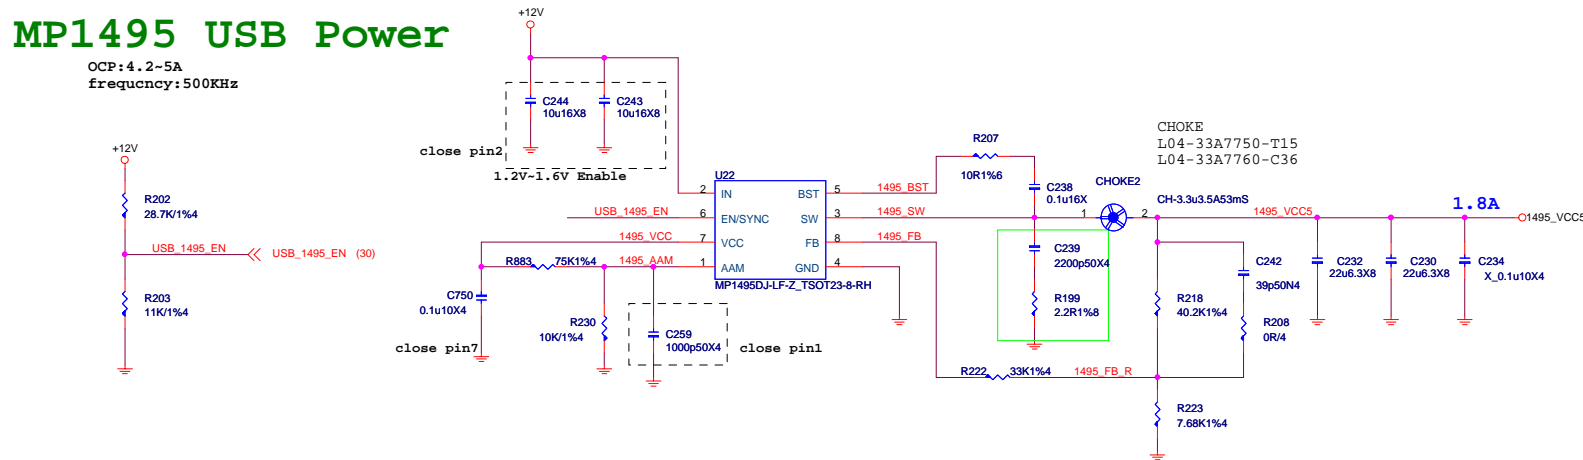 MP1495 USB Power
OCP:4.2~5A
frequcncy:500KHz
+12V
C244
10u16X8
C243
10u16X8
close pin2
1.2V~1.6V Enable
+12V
R202
28.7K/1%4
USB_1495_EN
USB_1495_EN (30)
R203
11K/1%4
U22
2 IN
6 EN/SYNC
7 VCC
1 AAM
BST 5
SW 3
FB 8
GND 4
MP1495DJ-LF-Z_TSOT23-8-RH
USB_1495_EN
1495_VCC
1495_AAM
R883 75K1%4
C750
0.1u10X4
close pin7
R230
10K/1%4
C259
1000p50X4
close pin1
1495_BST
1495_SW
1495_FB
R207
10R1%6
C238
0.1u16X
C239
2200p50X4
R199
2.2R1%8
CHOKE
L04-33A7750-T15
L04-33A7760-C36
CHOKE2
CH-3.3u3.5A53mS
1 2
1495_VCC5
1.8A
1495_VCC5
C242
39p50N4
R218
40.2K1%4
R208
0R/4
C232
22u6.3X8
C230
22u6.3X8
C234
X_0.1u10X4
R222 33K1%4
1495_FB_R
R223
7.68K1%4